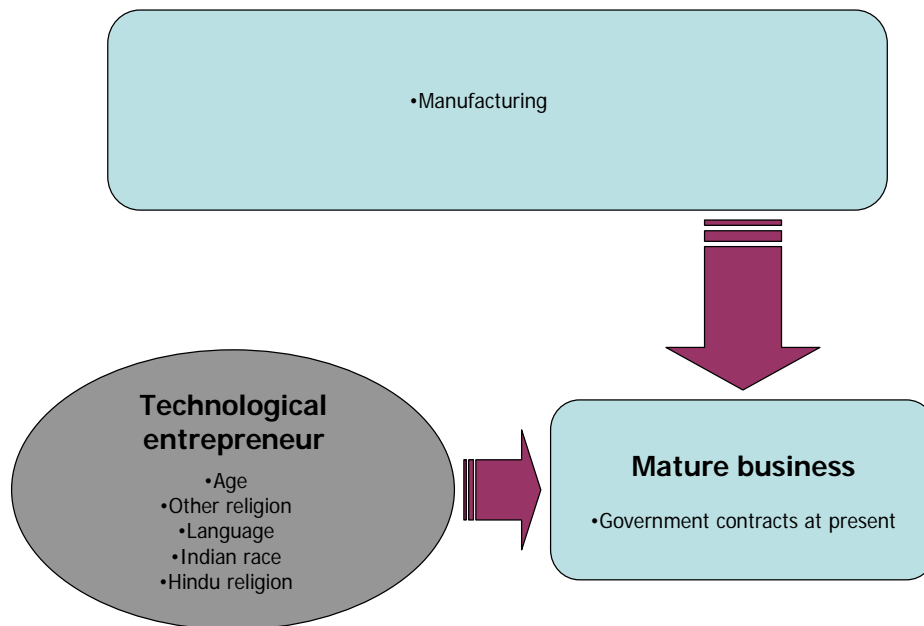 •Manufacturing
Technological
entrepreneur
•Age
•Other religion
•Language
•Indian race
•Hindu religion
Mature business
•Government contracts at present